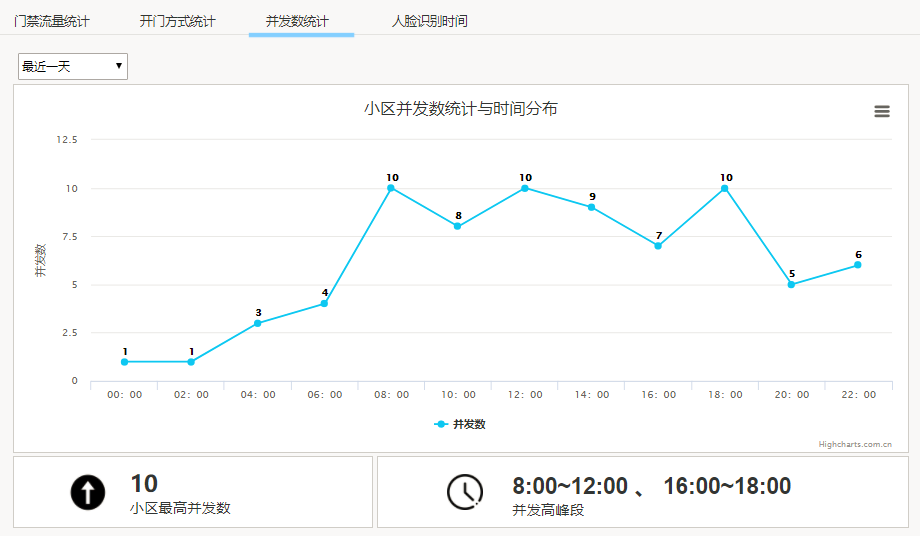 门禁流量统计 开门方式统计 并发数统计 人脸识别时间
最近一天
小区并发数统计与时间分布
12.5
10
7.5
5
2.5
0
并发数
1 1 3 4 10 8 10 9 7 10 5 6
00：00 02：00 04：00 06：00 08：00 10：00 12：00 14：00 16：00 18：00 20：00 22：00
并发数
Highcharts.com.cn
10
小区最高并发数
8:00~12:00 、 16:00~18:00
并发高峰段